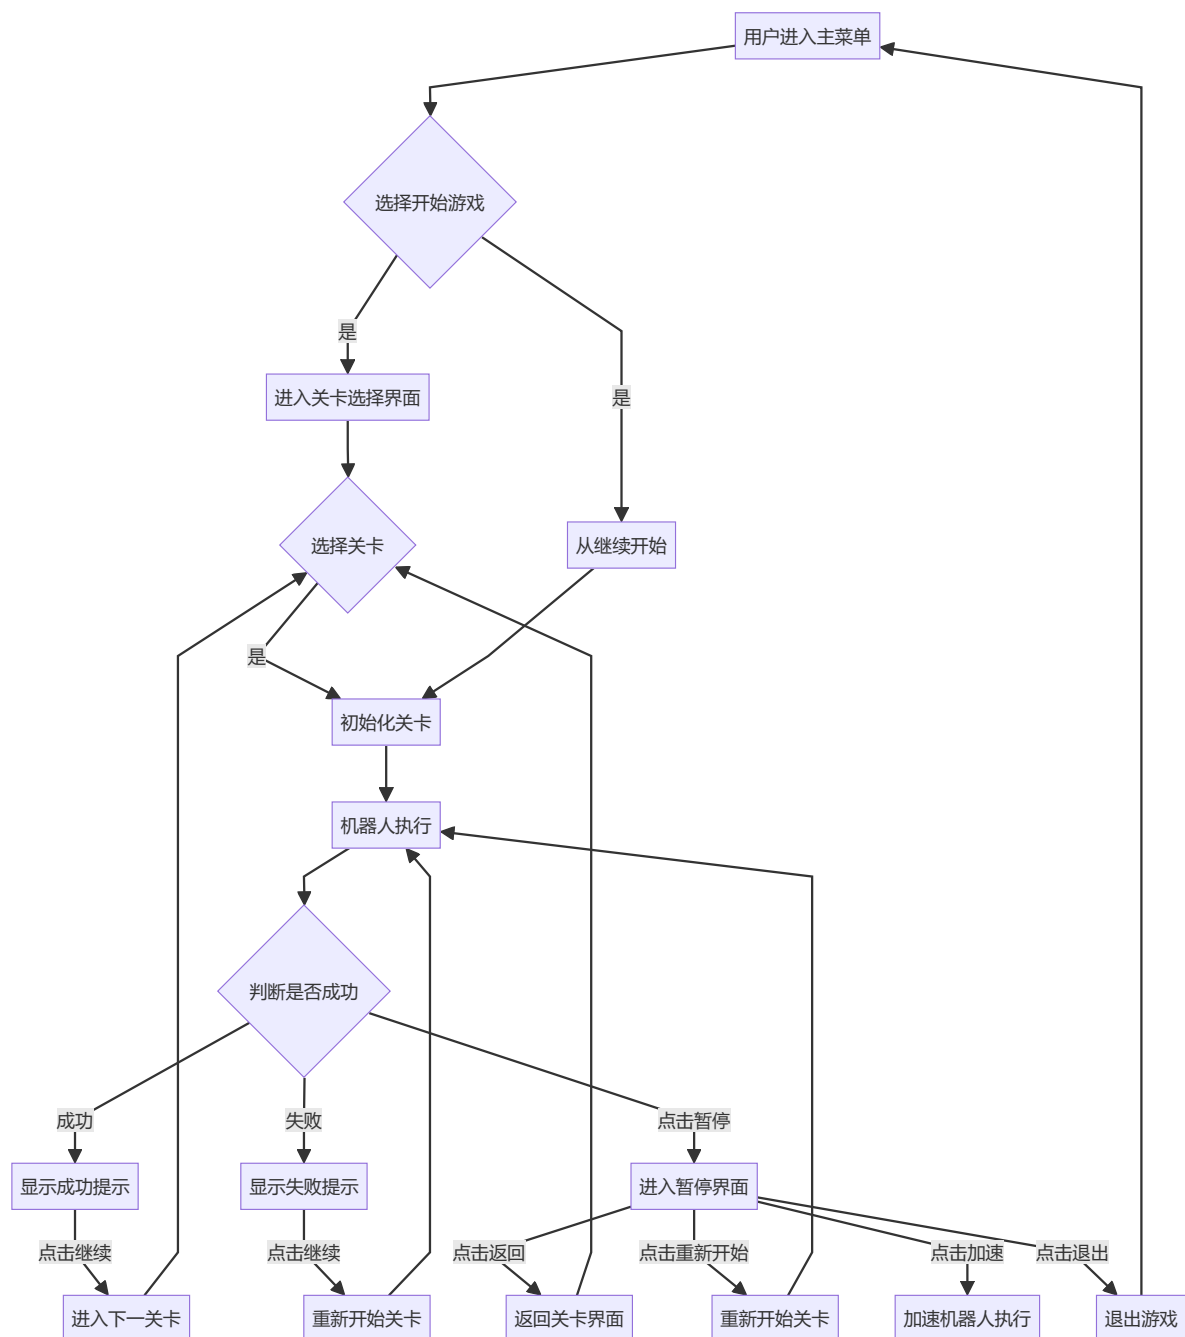 用户进入主菜单
选择开始游戏
是
进入关卡选择界面
是
选择关卡
从继续开始
是
初始化关卡
机器人执行
判断是否成功
成功
失败
点击暂停
显示成功提示
显示失败提示
进入暂停界面
点击继续
点击继续
点击返回
点击重新开始
点击加速
点击退出
进入下一关卡
重新开始关卡
返回关卡界面
重新开始关卡
加速机器人执行
退出游戏